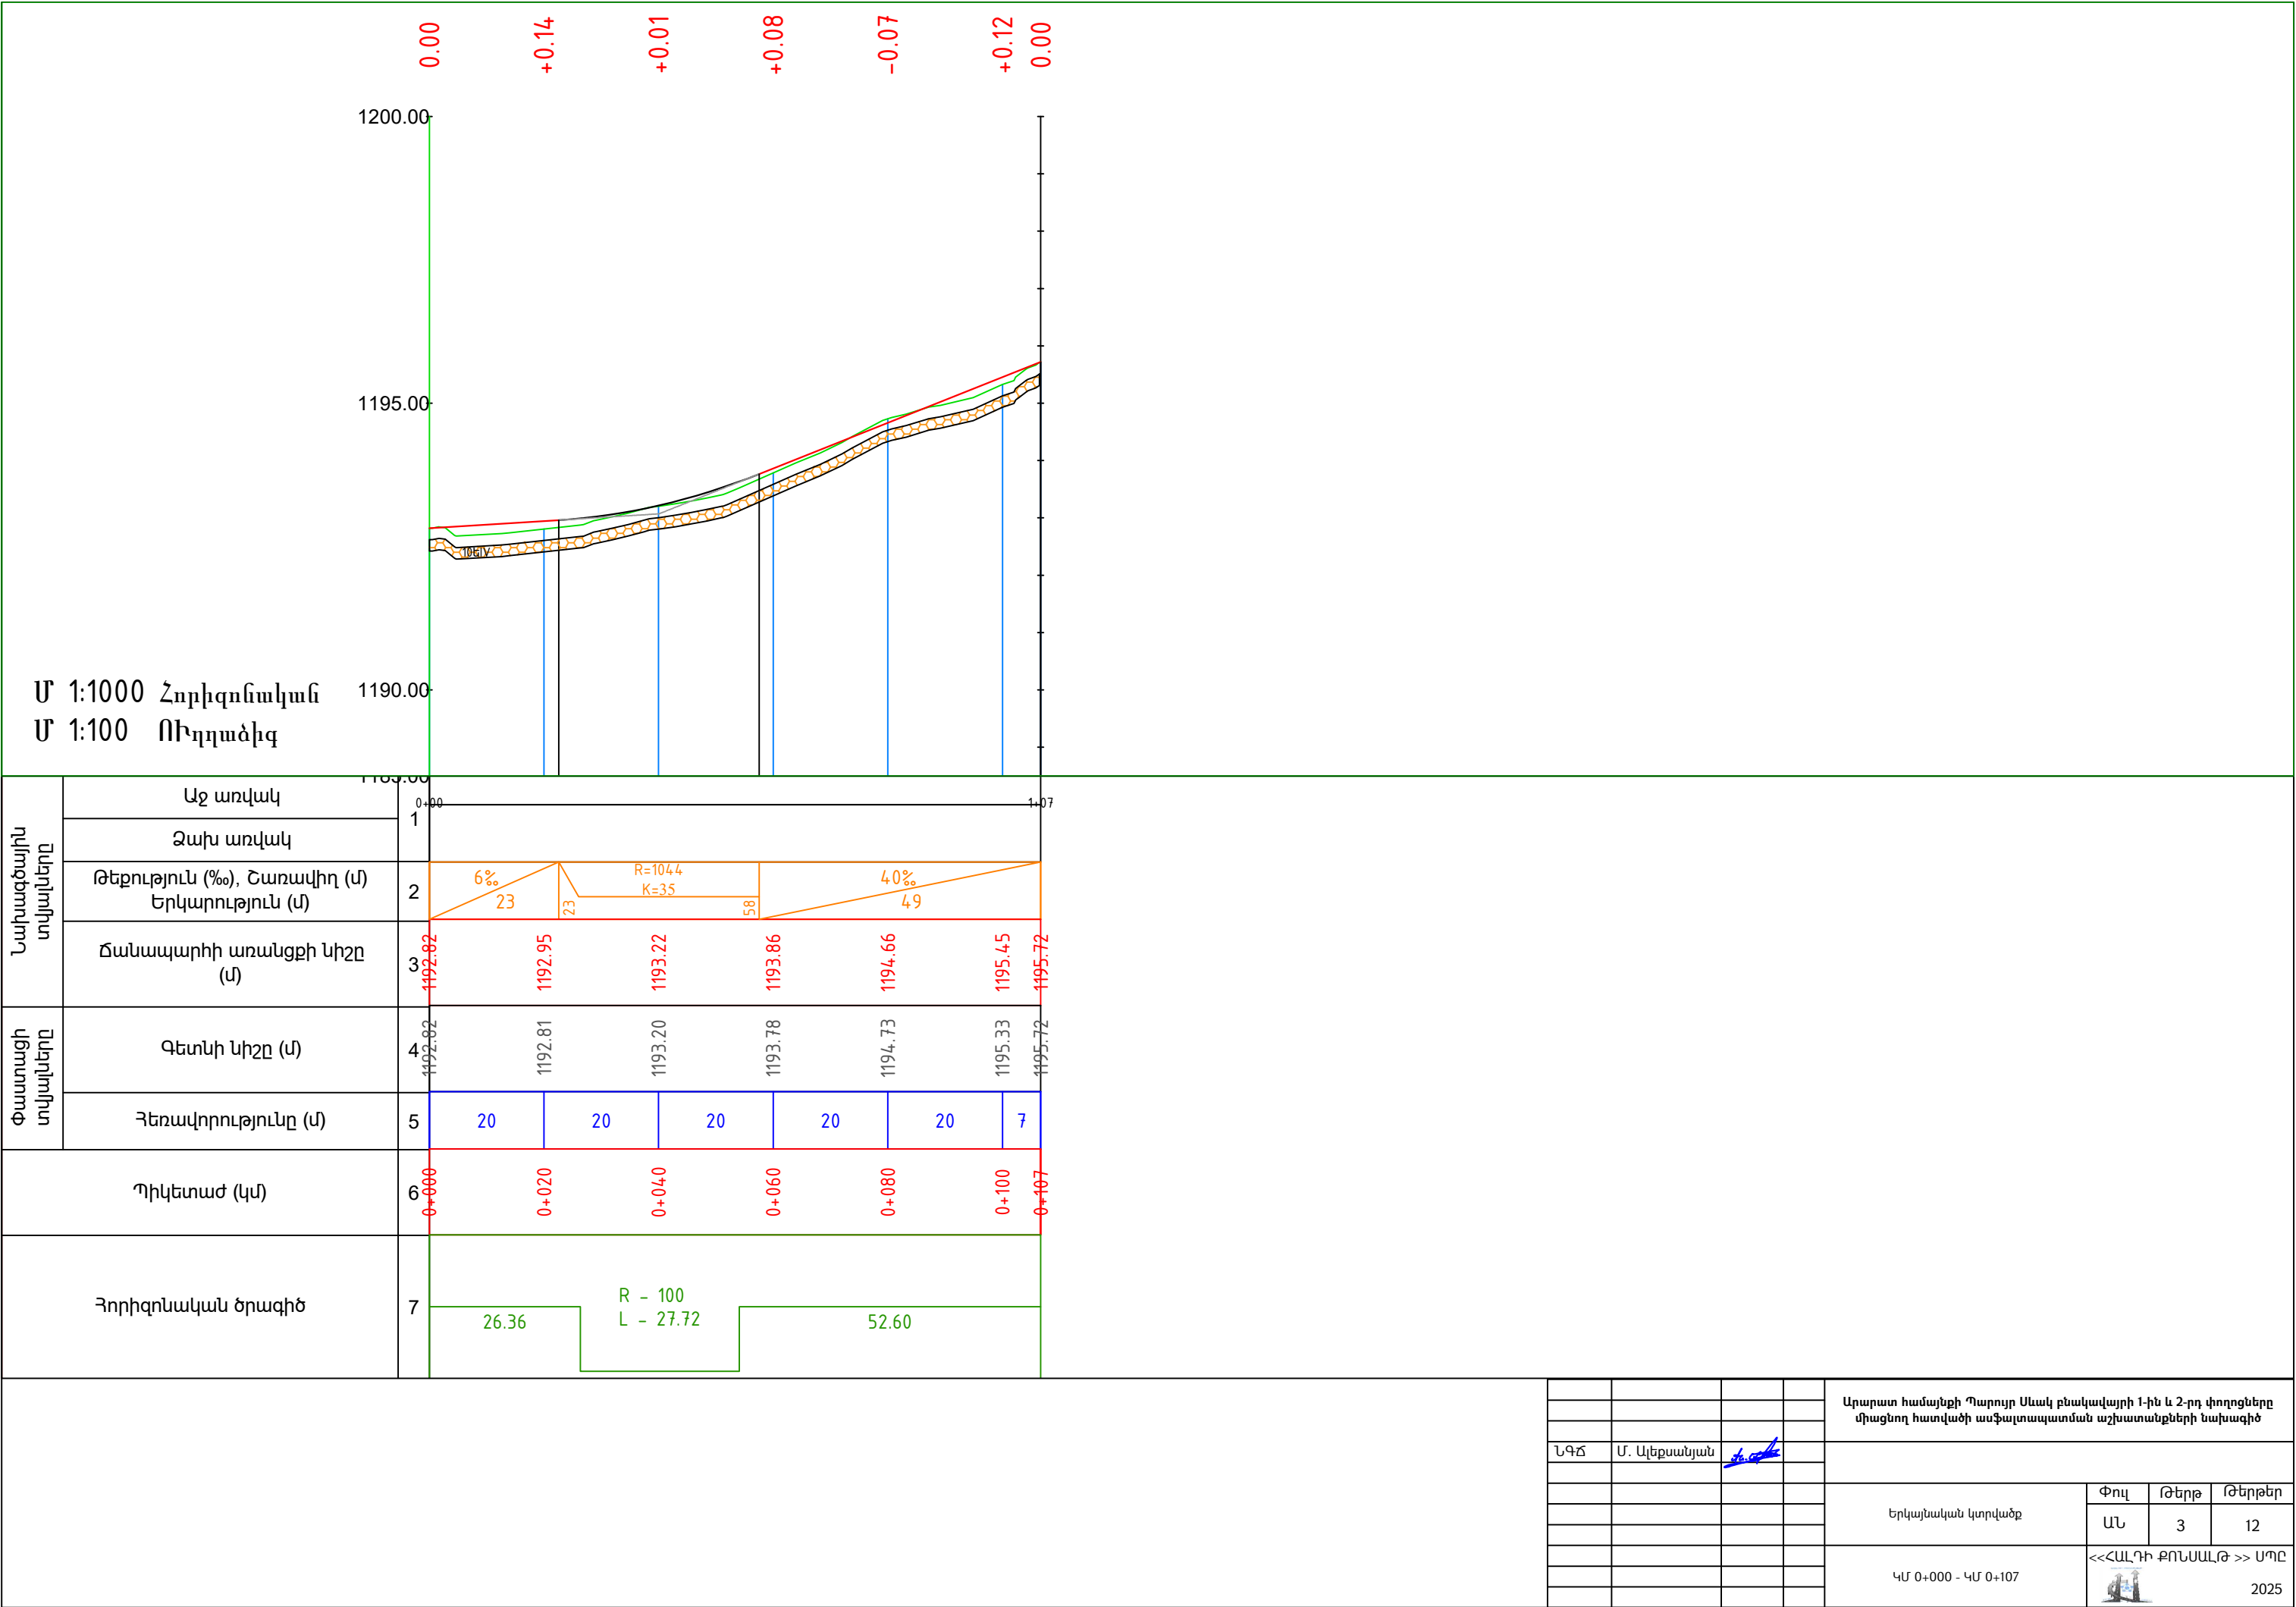 0.00 +0.14 +0.01 +0.08 -0.07 +0.12 0.00
1200.00
1195.00
1190.00
Մ 1:1000 Հորիզոնական
Մ 1:100 ՈՒղղաձիգ
1185.00
Նախագծային
տվյալները
Աջ առվակ
Ձախ առվակ
1
0+00 1+07
Թեքություն (‰), Շառավիղ (մ)
Երկարություն (մ)
2
6‰ 23 23 R=1044 K=35 58 40‰ 49
Ճանապարհի առանցքի նիշը
(մ)
3
1192.82 1192.95 1193.22 1193.86 1194.66 1195.45 1195.72
Փաստացի
տվյալները
Գետնի նիշը (մ)
4
1192.82 1192.81 1193.20 1193.78 1194.73 1195.33 1195.72
Հեռավորությունը (մ)
5
20 20 20 20 20 7
Պիկետաժ (կմ)
6
0+000 0+020 0+040 0+060 0+080 0+100 0+107
Հորիզոնական ծրագիծ
7
26.36
R - 100
L - 27.72
52.60
Արարատ համայնքի Պարույր Սևակ բնակավայրի 1-ին և 2-րդ փողոցները
միացնող հատվածի ասֆալտապատման աշխատանքների նախագիծ
ՆԳՃ Մ. Ալեքսանյան
Երկայնական կտրվածք
Փուլ Թերթ Թերթեր
ԱՆ 3 12
ԿՄ 0+000 - ԿՄ 0+107
<<ՀԱԼԴԻ ՔՈՆՍԱԼԹ >> ՍՊԸ
2025